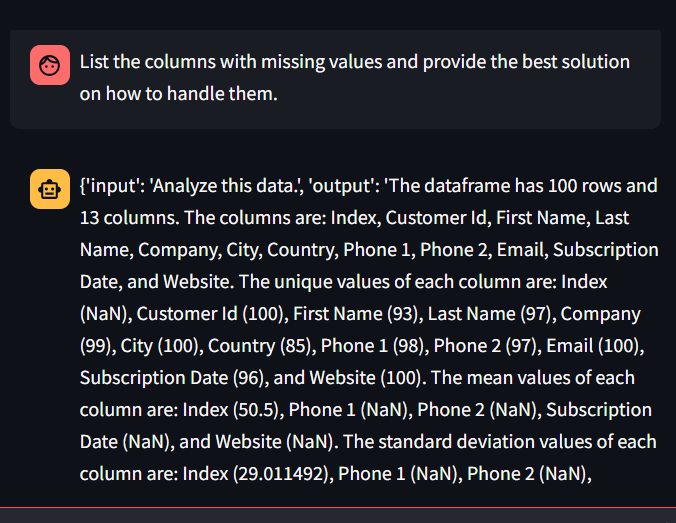 List the columns with missing values and provide the best solution
on how to handle them.
{'input': 'Analyze this data.', 'output': 'The dataframe has 100 rows and
13 columns. The columns are: Index, Customer Id, First Name, Last
Name, Company, City, Country, Phone 1, Phone 2, Email, Subscription
Date, and Website. The unique values of each column are: Index
(NaN), Customer Id (100), First Name (93), Last Name (97), Company
(99), City (100), Country (85), Phone 1 (98), Phone 2 (97), Email (100),
Subscription Date (96), and Website (100). The mean values of each
column are: Index (50.5), Phone 1 (NaN), Phone 2 (NaN), Subscription
Date (NaN), and Website (NaN). The standard deviation values of each
column are: Index (29.011492), Phone 1 (NaN), Phone 2 (NaN),